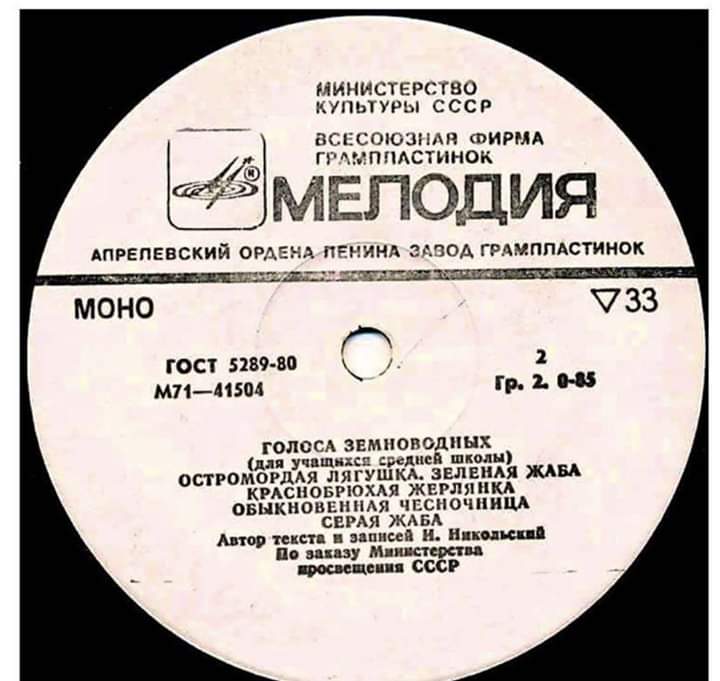 МИНИСТЕРСТВО
КУЛЬТУРЫ СССР
ВСЕСОЮЗНАЯ ФИРМА
ГРАМПЛАСТИНОК
МЕЛОДИЯ
АПРЕЛЕВСКИЙ ОРДЕНА ЛЕНИНА ЗАВОД ГРАМПЛАСТИНОК
МОНО
▽33
ГОСТ 5289-80
М71—41504
2
Гр. 2. 0-85
ГОЛОСА ЗЕМНОВОДНЫХ
(для учащихся средней школы)
ОСТРОМОРДАЯ ЛЯГУШКА. ЗЕЛЕНАЯ ЖАБА
КРАСНОБРЮХАЯ ЖЕРЛЯНКА
ОБЫКНОВЕННАЯ ЧЕСНОЧНИЦА
СЕРАЯ ЖАБА
Автор текста и записей И. Никольский
По заказу Министерства
просвещения СССР